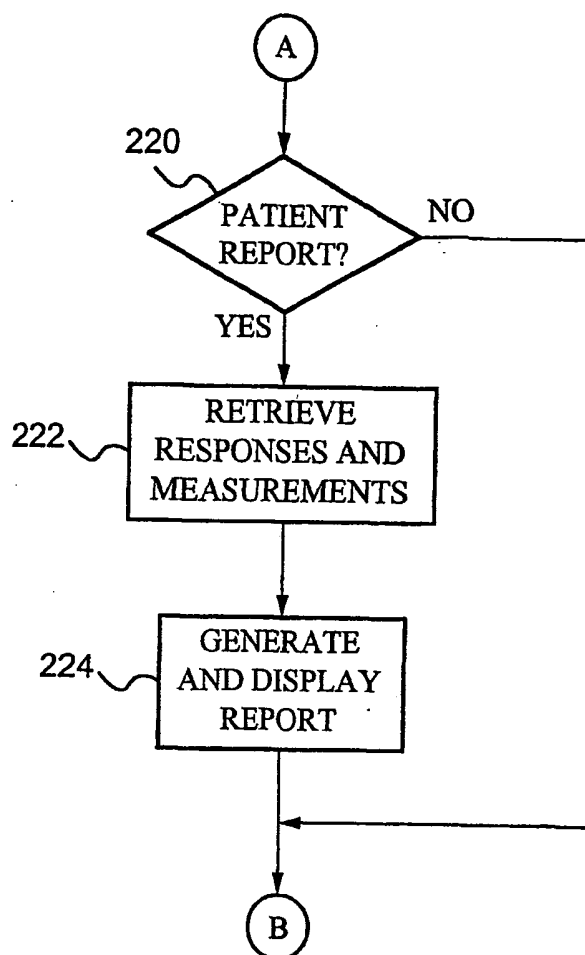 A
220
PATIENT
REPORT?
NO
YES
222
RETRIEVE
RESPONSES AND
MEASUREMENTS
224
GENERATE
AND DISPLAY
REPORT
B